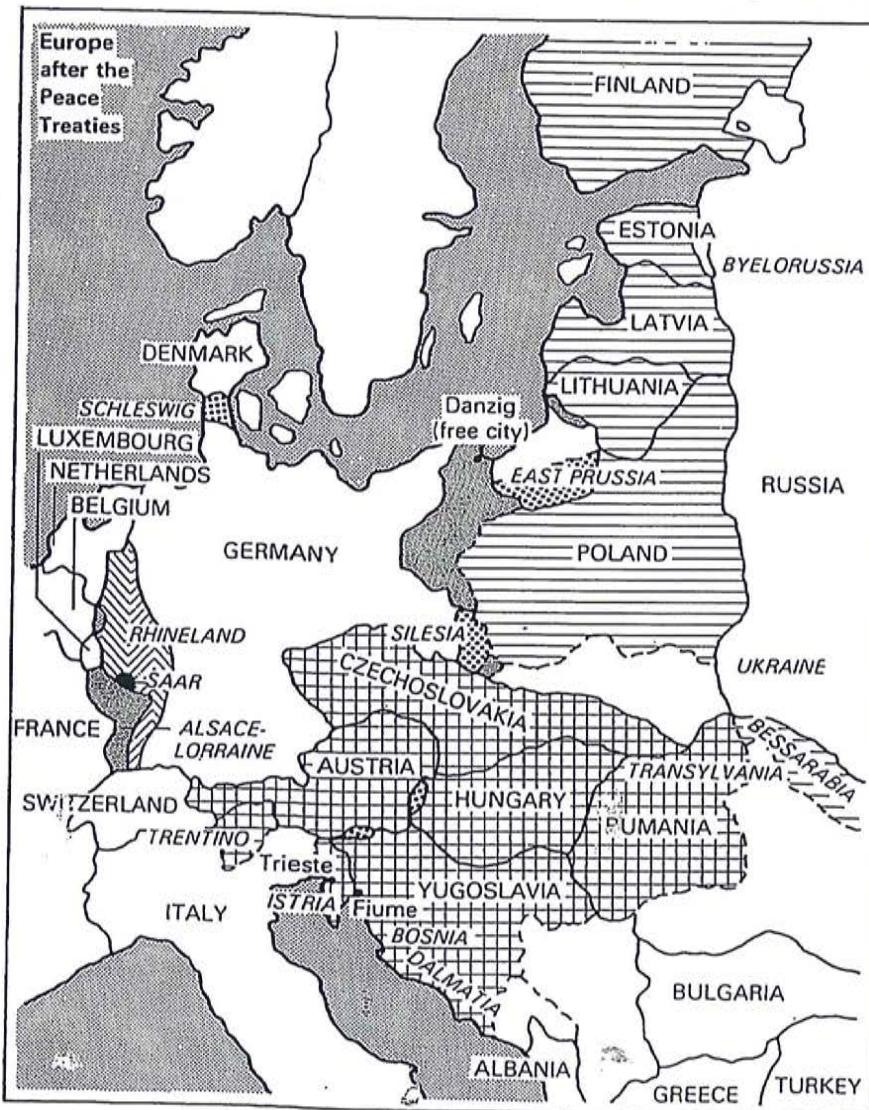 Europe
after the
Peace
Treaties
FINLAND
ESTONIA
BYELORUSSIA
LATVIA
DENMARK
LITHUANIA
SCHLESWIG
Danzig
(free city)
LUXEMBOURG
NETHERLANDS
EAST PRUSSIA
RUSSIA
BELGIUM
GERMANY
POLAND
RHINELAND
SILESIA
UKRAINE
SAAR
CZECHOSLOVAKIA
FRANCE
ALSACE-
LORRAINE
BESSARABIA
AUSTRIA
TRANSYLVANIA
SWITZERLAND
HUNGARY
RUMANIA
TRENTINO
Trieste
YUGOSLAVIA
ISTRIA
Fiume
ITALY
BOSNIA
DALMATIA
BULGARIA
ALBANIA
GREECE
TURKEY